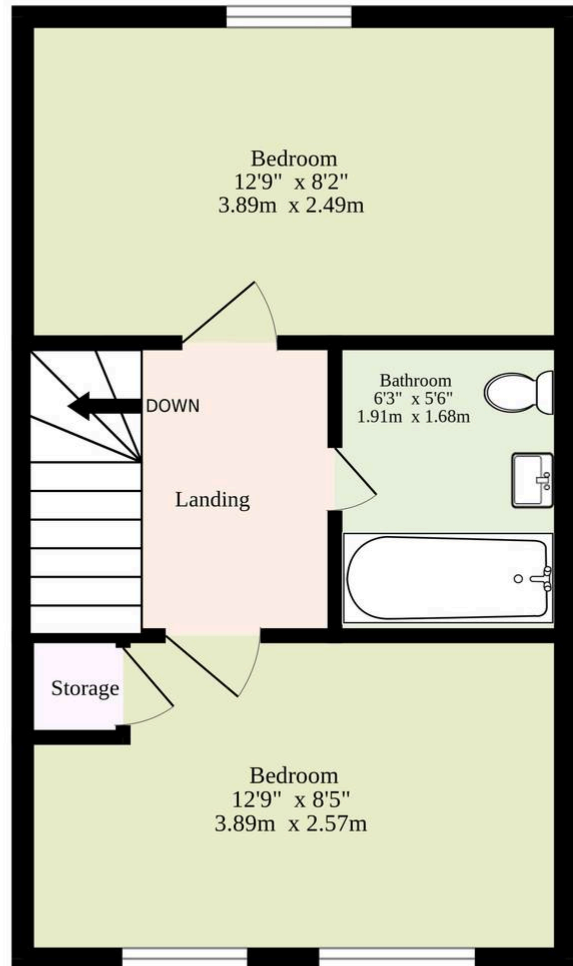 Bedroom
12'9" x 8'2"
3.89m x 2.49m
Bathroom
6'3" x 5'6"
1.91m x 1.68m
DOWN
Landing
Storage
Bedroom
12'9" x 8'5"
3.89m x 2.57m